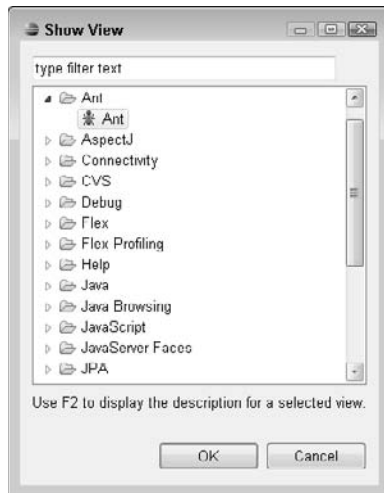 Show View
type filter text
Ant
Ant
AspectJ
Connectivity
CVS
Debug
Flex
Flex Profiling
Help
Java
Java Browsing
JavaScript
JavaServer Faces
JPA
Use F2 to display the description for a selected view.
OK Cancel